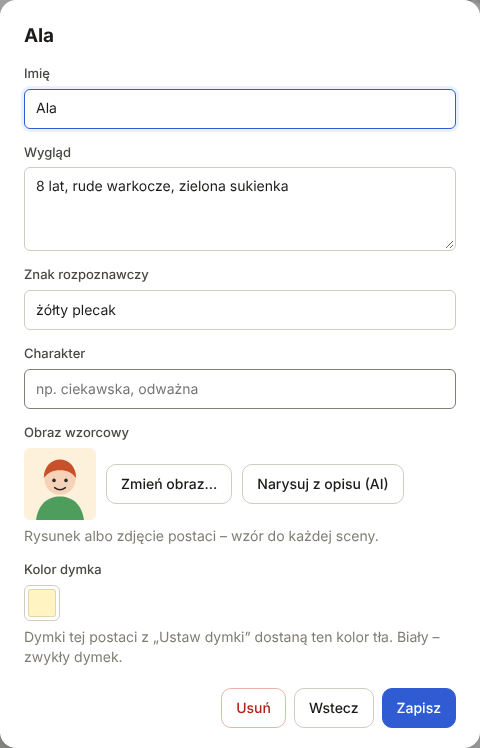 Ala
Imię
Ala
Wygląd
8 lat, rude warkocze, zielona sukienka
Znak rozpoznawczy
żółty plecak
Charakter
np. ciekawska, odważna
Obraz wzorcowy
Zmień obraz...
Narysuj z opisu (AI)
Rysunek albo zdjęcie postaci – wzór do każdej sceny.
Kolor dymka
Dymki tej postaci z „Ustaw dymki” dostaną ten kolor tła. Biały –
zwykły dymek.
Usuń
Wstecz
Zapisz